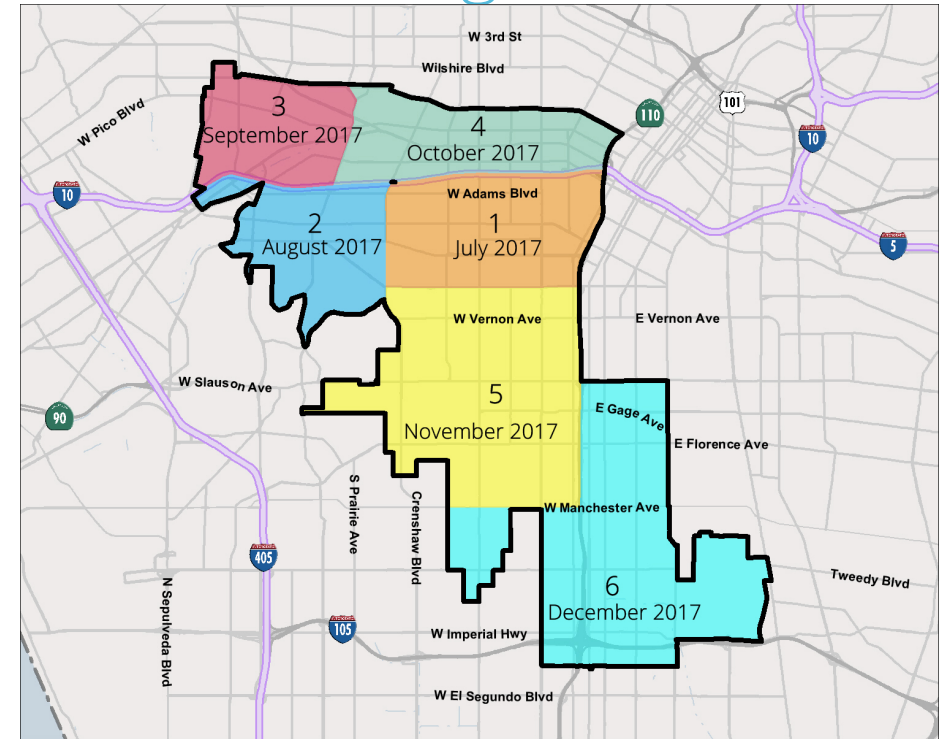 W 3rd St
Wilshire Blvd
W Pico Blvd
3
September 2017
4
October 2017
110
101
10
10
W Adams Blvd
2
August 2017
1
July 2017
5
W Vernon Ave
E Vernon Ave
W Slauson Ave
90
5
November 2017
E Gage Ave
E Florence Ave
S Prairie Ave
Crenshaw Blvd
W Manchester Ave
405
N Sepulveda Blvd
6
December 2017
Tweedy Blvd
105
W Imperial Hwy
W El Segundo Blvd